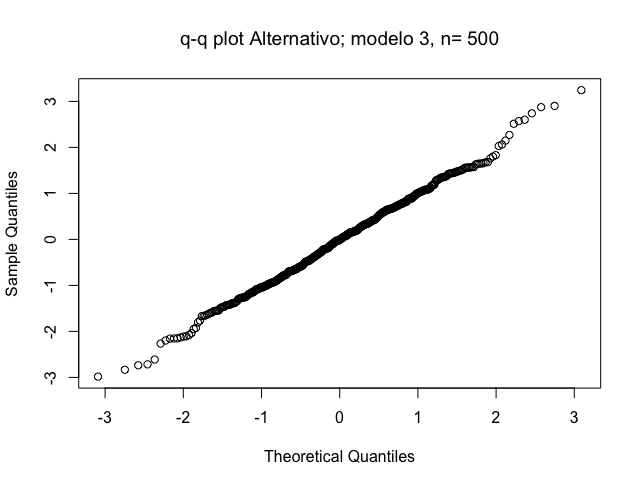 q-q plot Alternativo; modelo 3, n= 500
3
2
1
0
-1
-2
-3
Sample Quantiles
-3 -2 -1 0 1 2 3
Theoretical Quantiles